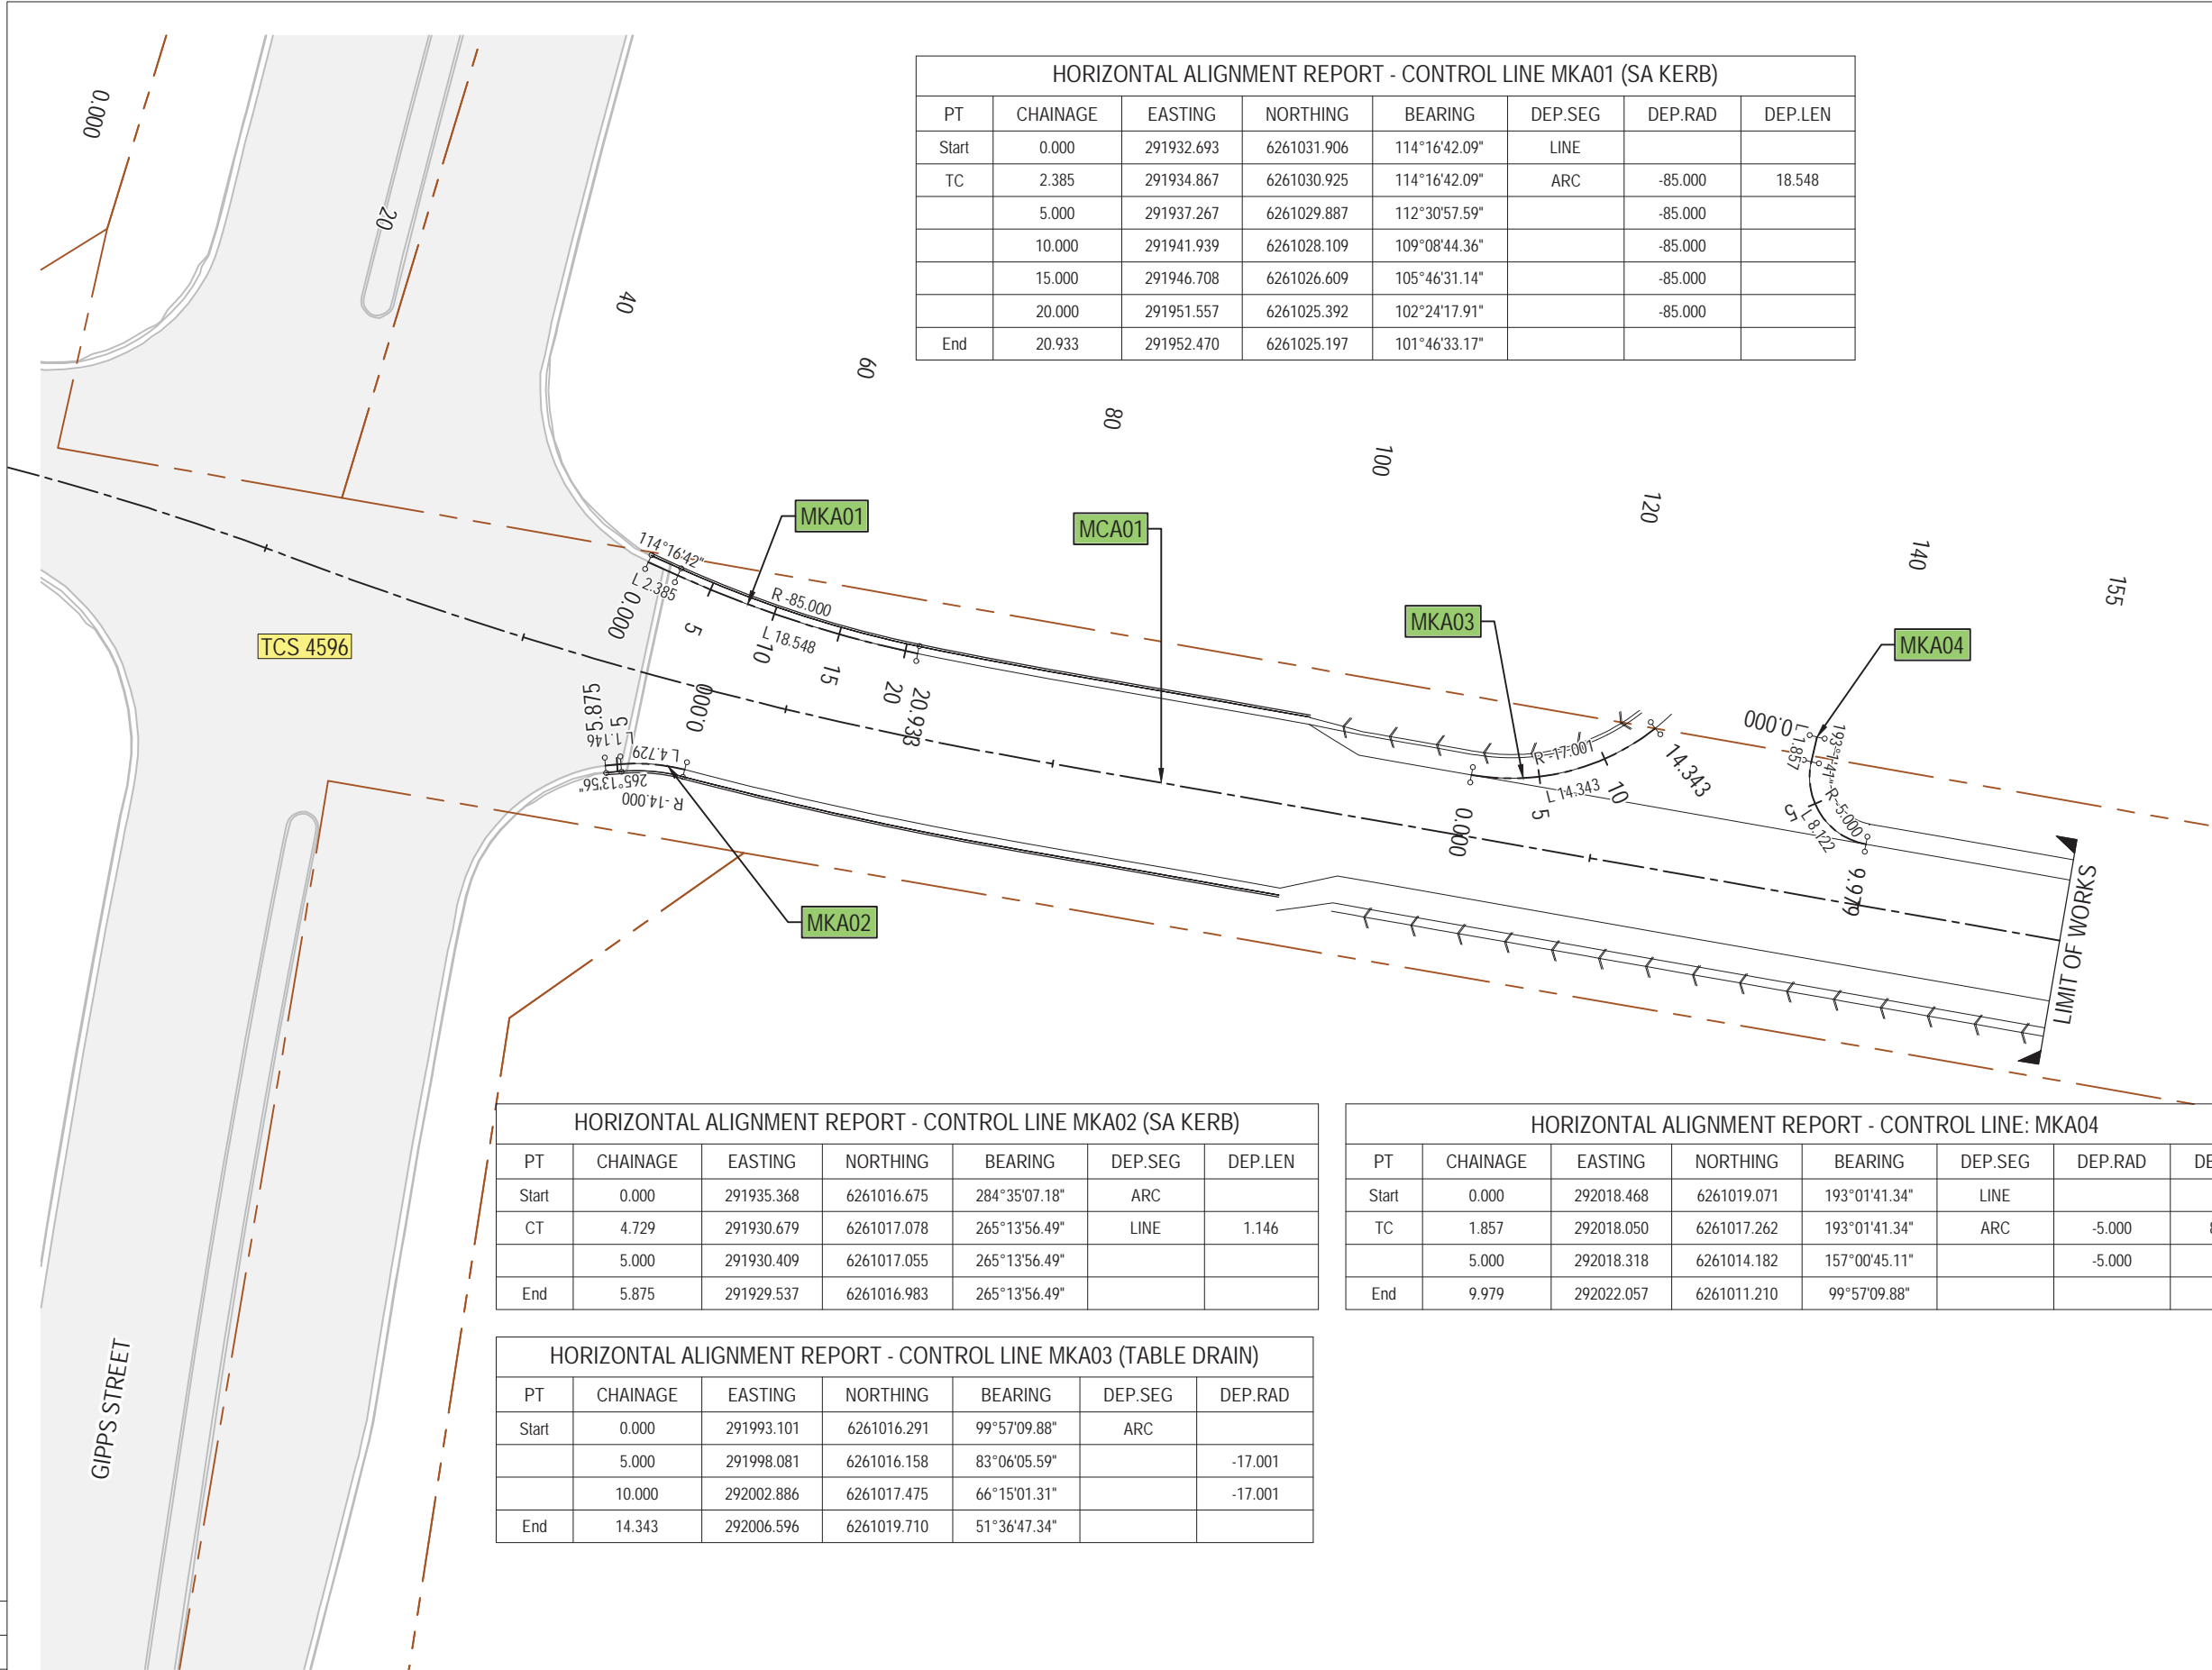 HORIZONTAL ALIGNMENT REPORT - CONTROL LINE MKA01 (SA KERB)
PT CHAINAGE EASTING NORTHING BEARING DEP.SEG DEP.RAD DEP.LEN
Start 0.000 291932.693 6261031.906 114°16'42.09" LINE
TC 2.385 291934.867 6261030.925 114°16'42.09" ARC -85.000 18.548
5.000 291937.267 6261029.887 112°30'57.59" -85.000
10.000 291941.939 6261028.109 109°08'44.36" -85.000
15.000 291946.708 6261026.609 105°46'31.14" -85.000
20.000 291951.557 6261025.392 102°24'17.91" -85.000
End 20.933 291952.470 6261025.197 101°46'33.17"
0.000
20
40
60
80
100
120
140
155
MKA01
MCA01
MKA03
MKA04
TCS 4596
114°16'42"
L 2.385
R -85.000
L 18.548
0.000
5
10
15
20
20.933
5.875
5
0.000
L 1.146
L 4.729
265°13'56"
R -14.000
MKA02
R -17.001
L 14.343
0.000
5
10
14.343
0.000
193°1'41"
L 1.857
R -5.000
L 8.122
5
9.979
LIMIT OF WORKS
HORIZONTAL ALIGNMENT REPORT - CONTROL LINE MKA02 (SA KERB)
PT CHAINAGE EASTING NORTHING BEARING DEP.SEG DEP.LEN
Start 0.000 291935.368 6261016.675 284°35'07.18" ARC
CT 4.729 291930.679 6261017.078 265°13'56.49" LINE 1.146
5.000 291930.409 6261017.055 265°13'56.49"
End 5.875 291929.537 6261016.983 265°13'56.49"
HORIZONTAL ALIGNMENT REPORT - CONTROL LINE: MKA04
PT CHAINAGE EASTING NORTHING BEARING DEP.SEG DEP.RAD DE
Start 0.000 292018.468 6261019.071 193°01'41.34" LINE
TC 1.857 292018.050 6261017.262 193°01'41.34" ARC -5.000
5.000 292018.318 6261014.182 157°00'45.11" -5.000
End 9.979 292022.057 6261011.210 99°57'09.88"
HORIZONTAL ALIGNMENT REPORT - CONTROL LINE MKA03 (TABLE DRAIN)
PT CHAINAGE EASTING NORTHING BEARING DEP.SEG DEP.RAD
Start 0.000 291993.101 6261016.291 99°57'09.88" ARC
5.000 291998.081 6261016.158 83°06'05.59" -17.001
10.000 292002.886 6261017.475 66°15'01.31" -17.001
End 14.343 292006.596 6261019.710 51°36'47.34"
GIPPS STREET